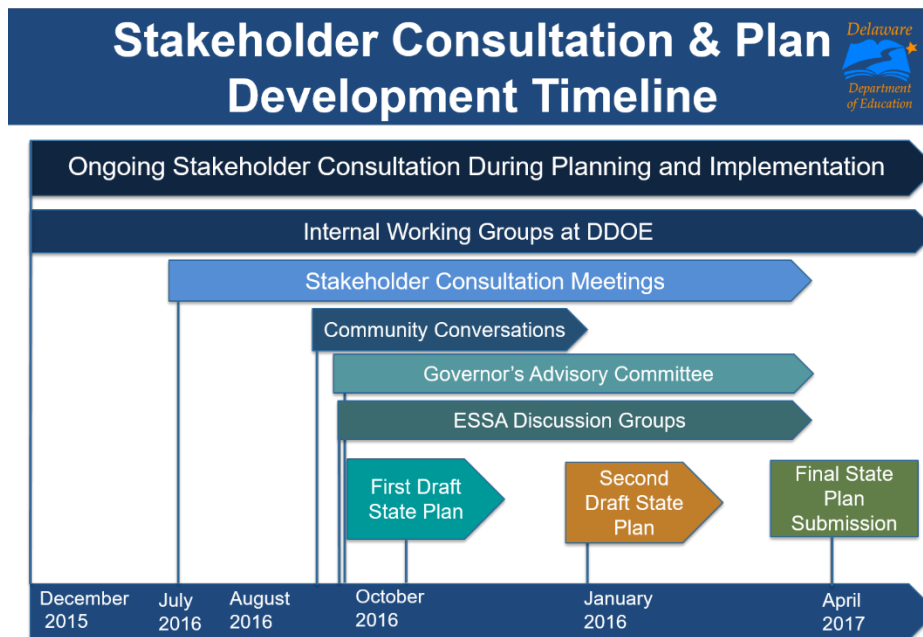 Stakeholder Consultation & Plan
Development Timeline
Delaware
Department
of Education
Ongoing Stakeholder Consultation During Planning and Implementation
Internal Working Groups at DDOE
Stakeholder Consultation Meetings
Community Conversations
Governor's Advisory Committee
ESSA Discussion Groups
First Draft
State Plan
Second
Draft State
Plan
Final State
Plan
Submission
December
2015
July
2016
August
2016
October
2016
January
2016
April
2017